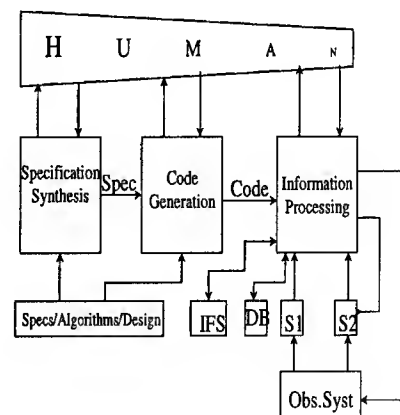 H U M A N
Specification
Synthesis
Spec
Code
Generation
Code
Information
Processing
Specs/Algorithms/Design
IFS
DB
S1
S2
Obs.Syst